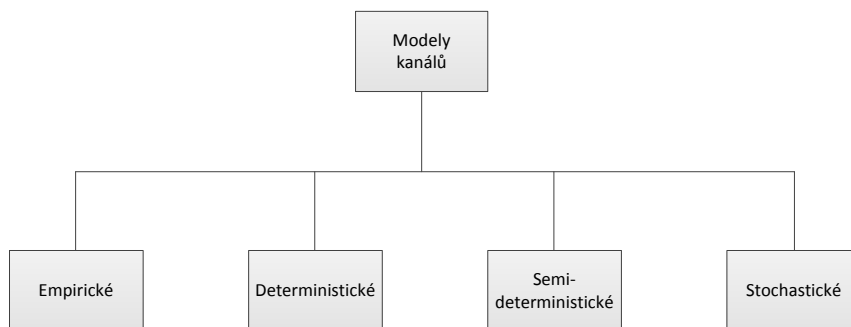 Modely
kanálů
Empirické
Deterministické
Semi-
deterministické
Stochastické